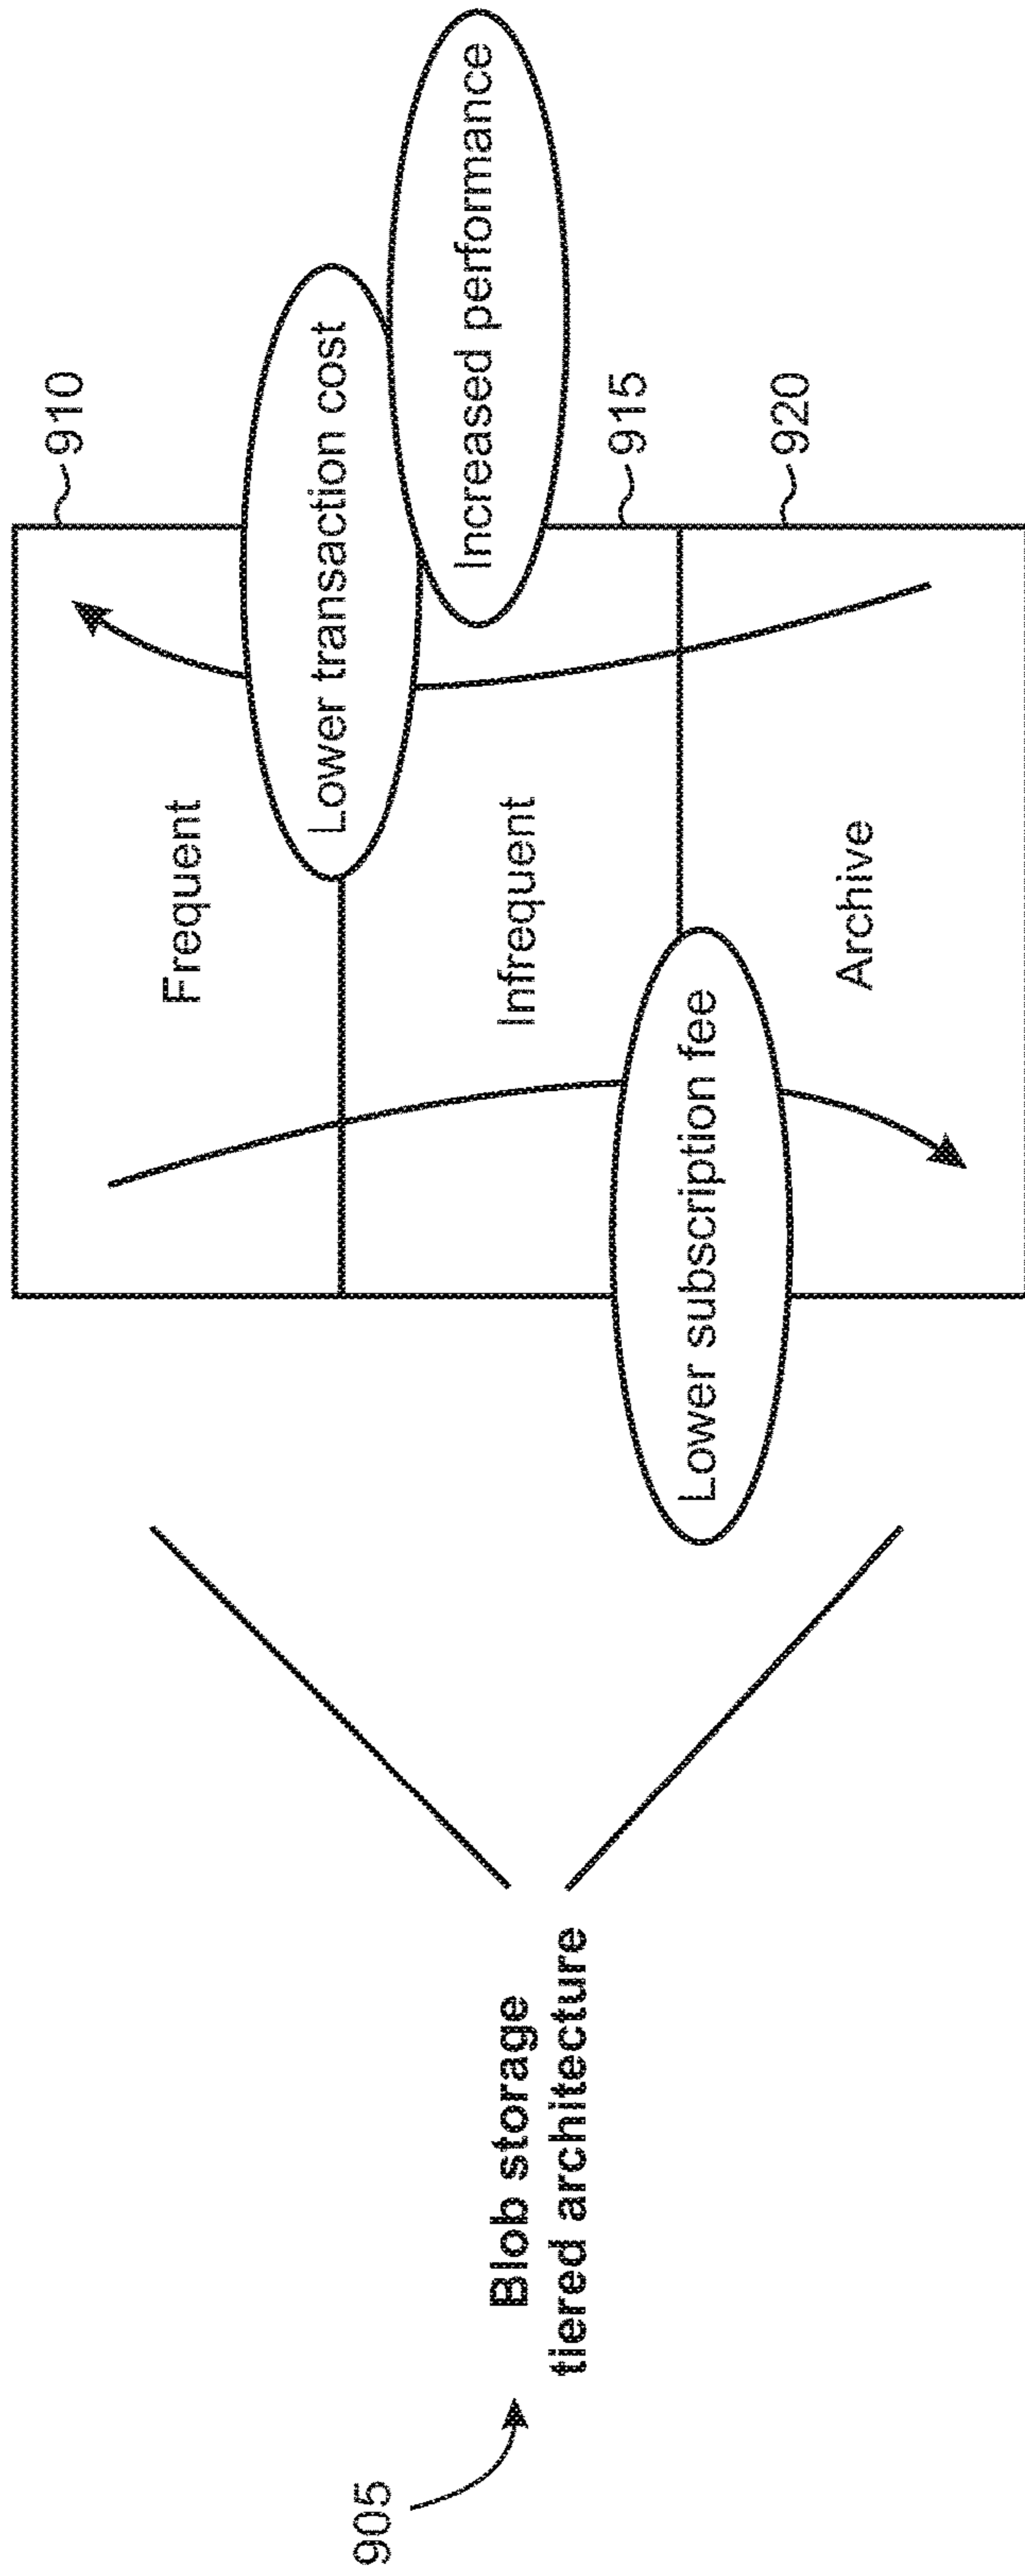 905
Blob storage
tiered architecture
910
Frequent
Lower transaction cost
Increased performance
Infrequent
915
Lower subscription fee
920
Archive